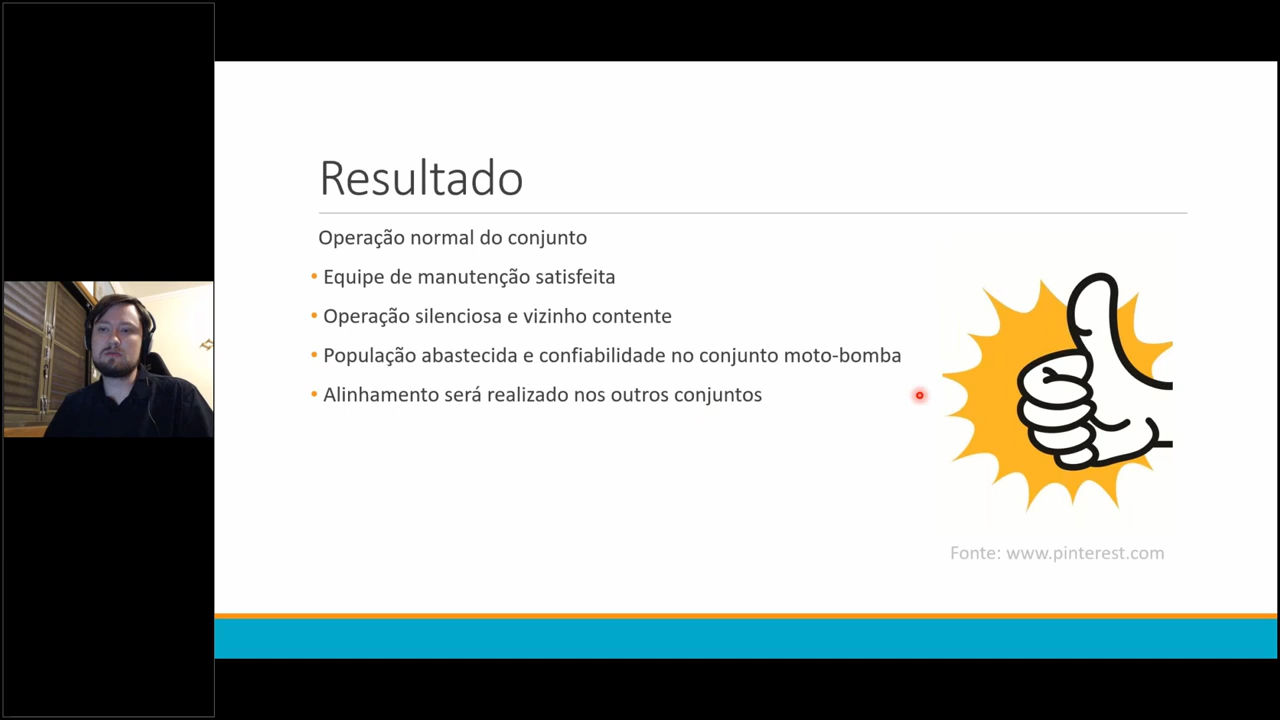 Resultado
Operação normal do conjunto
• Equipe de manutenção satisfeita
• Operação silenciosa e vizinho contente
• População abastecida e confiabilidade no conjunto moto-bomba
• Alinhamento será realizado nos outros conjuntos
Fonte: www.pinterest.com